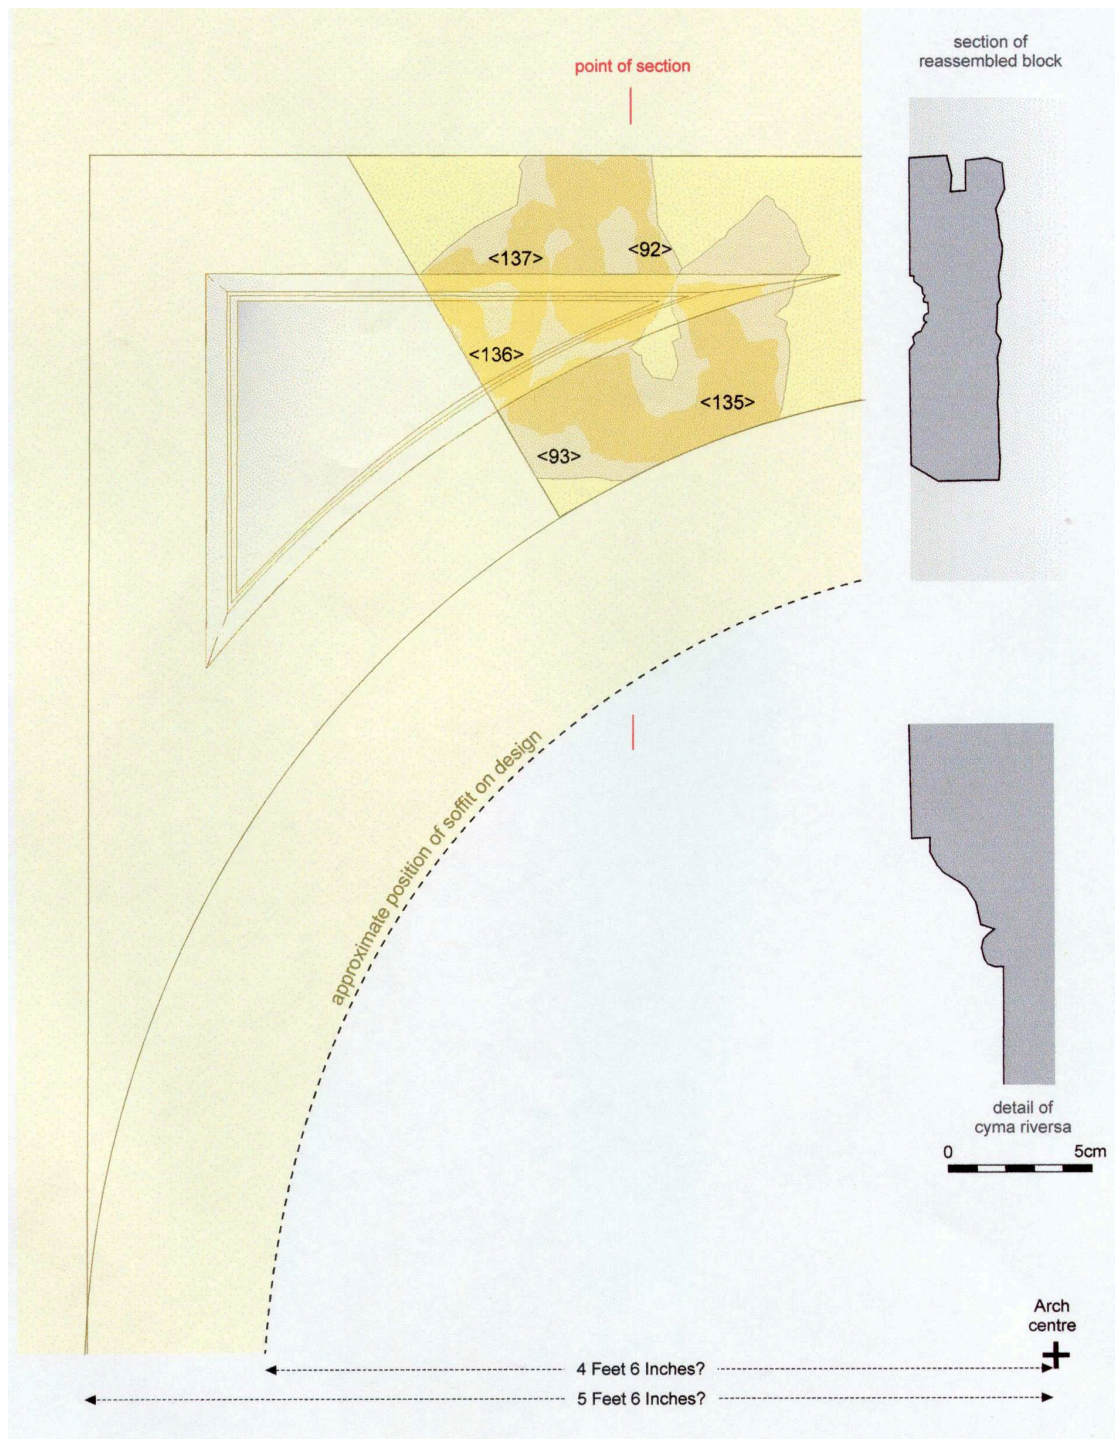 section of
reassembled block
point of section
<137>
<92>
<136>
<135>
<93>
approximate position of soffit on design
detail of
cyma riversa
0 5cm
Arch
centre
4 Feet 6 Inches?
5 Feet 6 Inches?